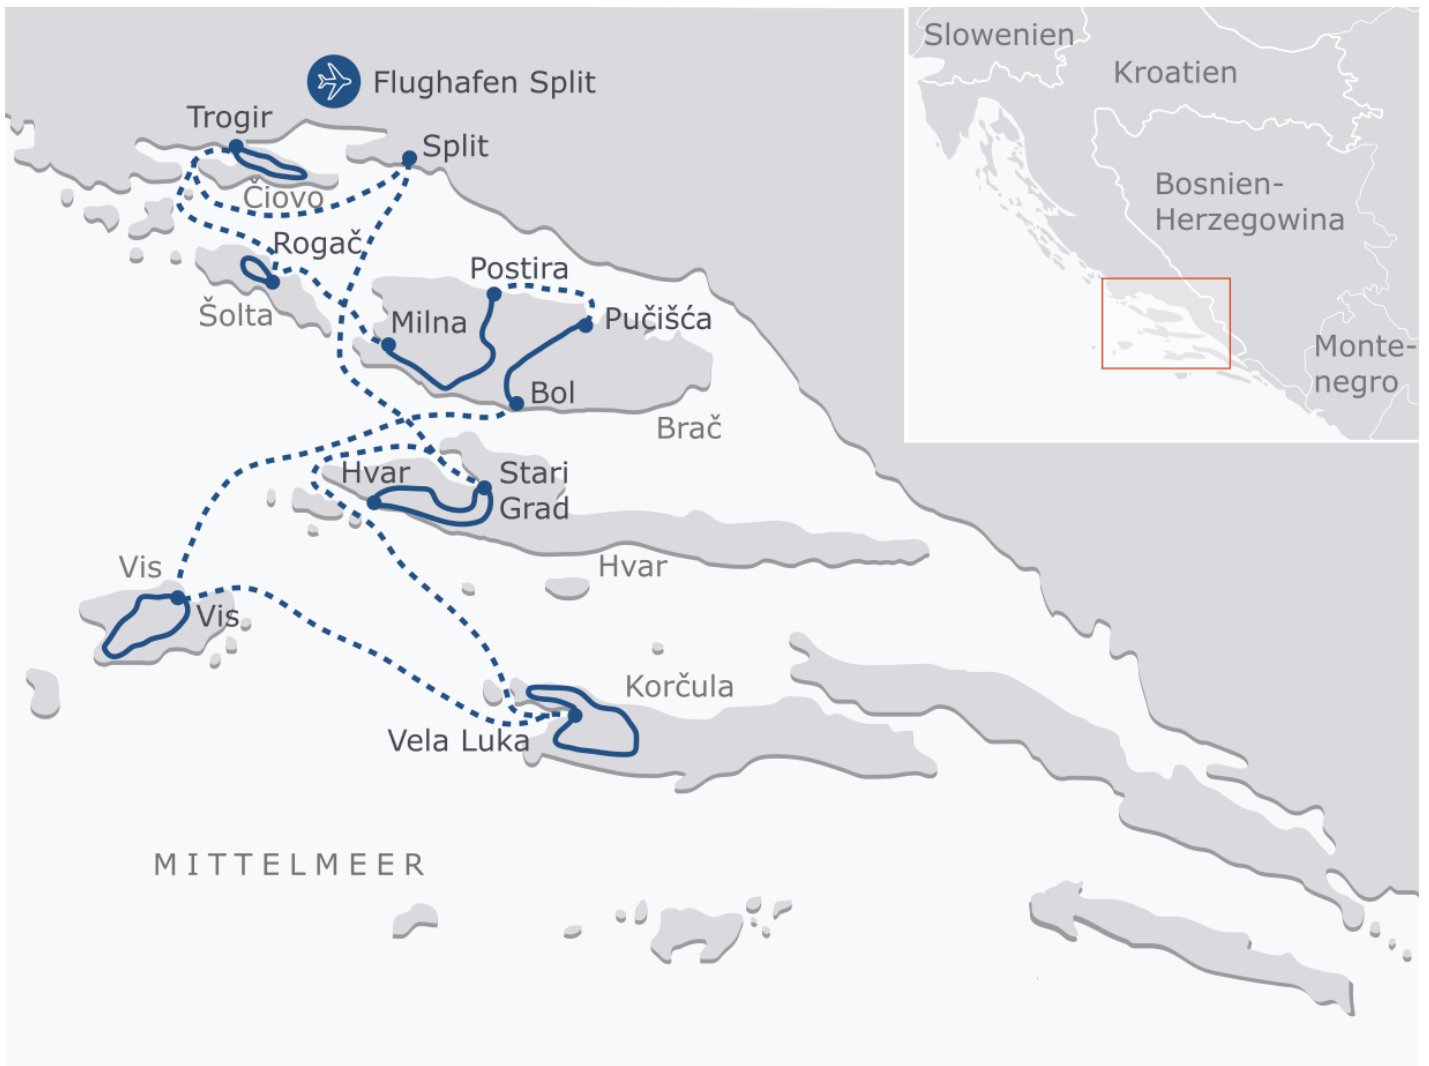 Flughafen Split
Trogir
Split
Čiovo
Rogač
Šolta
Postira
Milna
Pučišća
Bol
Brač
Hvar
Stari
Grad
Hvar
Vis
Vis
Korčula
Vela Luka
MITTELMEER
Slowenien
Kroatien
Bosnien-
Herzegowina
Monte-
negro